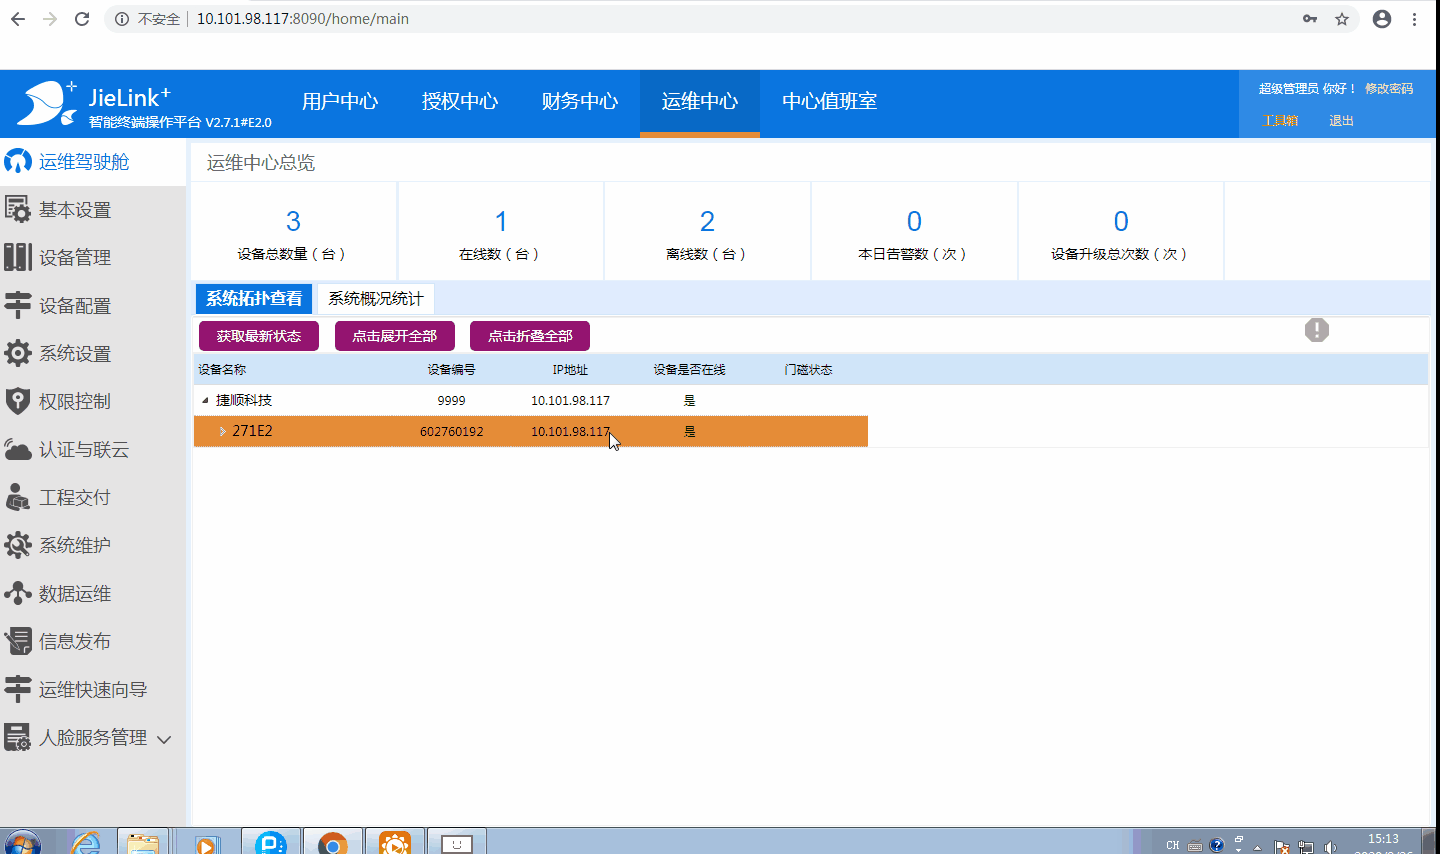 不安全 10.101.98.117:8090/home/main
JieLink+
智能终端操作平台 V2.7.1#E2.0
用户中心 授权中心 财务中心 运维中心 中心值班室
超级管理员 你好！ 修改密码
工具箱 退出
运维驾驶舱
基本设置
设备管理
设备配置
系统设置
权限控制
认证与联云
工程交付
系统维护
数据运维
信息发布
运维快速向导
人脸服务管理
运维中心总览
3 1 2 0 0
设备总数量（台） 在线数（台） 离线数（台） 本日告警数（次） 设备升级总次数（次）
系统拓扑查看 系统概况统计
获取最新状态 点击展开全部 点击折叠全部
设备名称 设备编号 IP地址 设备是否在线 门磁状态
捷顺科技 9999 10.101.98.117 是
271E2 602760192 10.101.98.117 是
CH 15:13